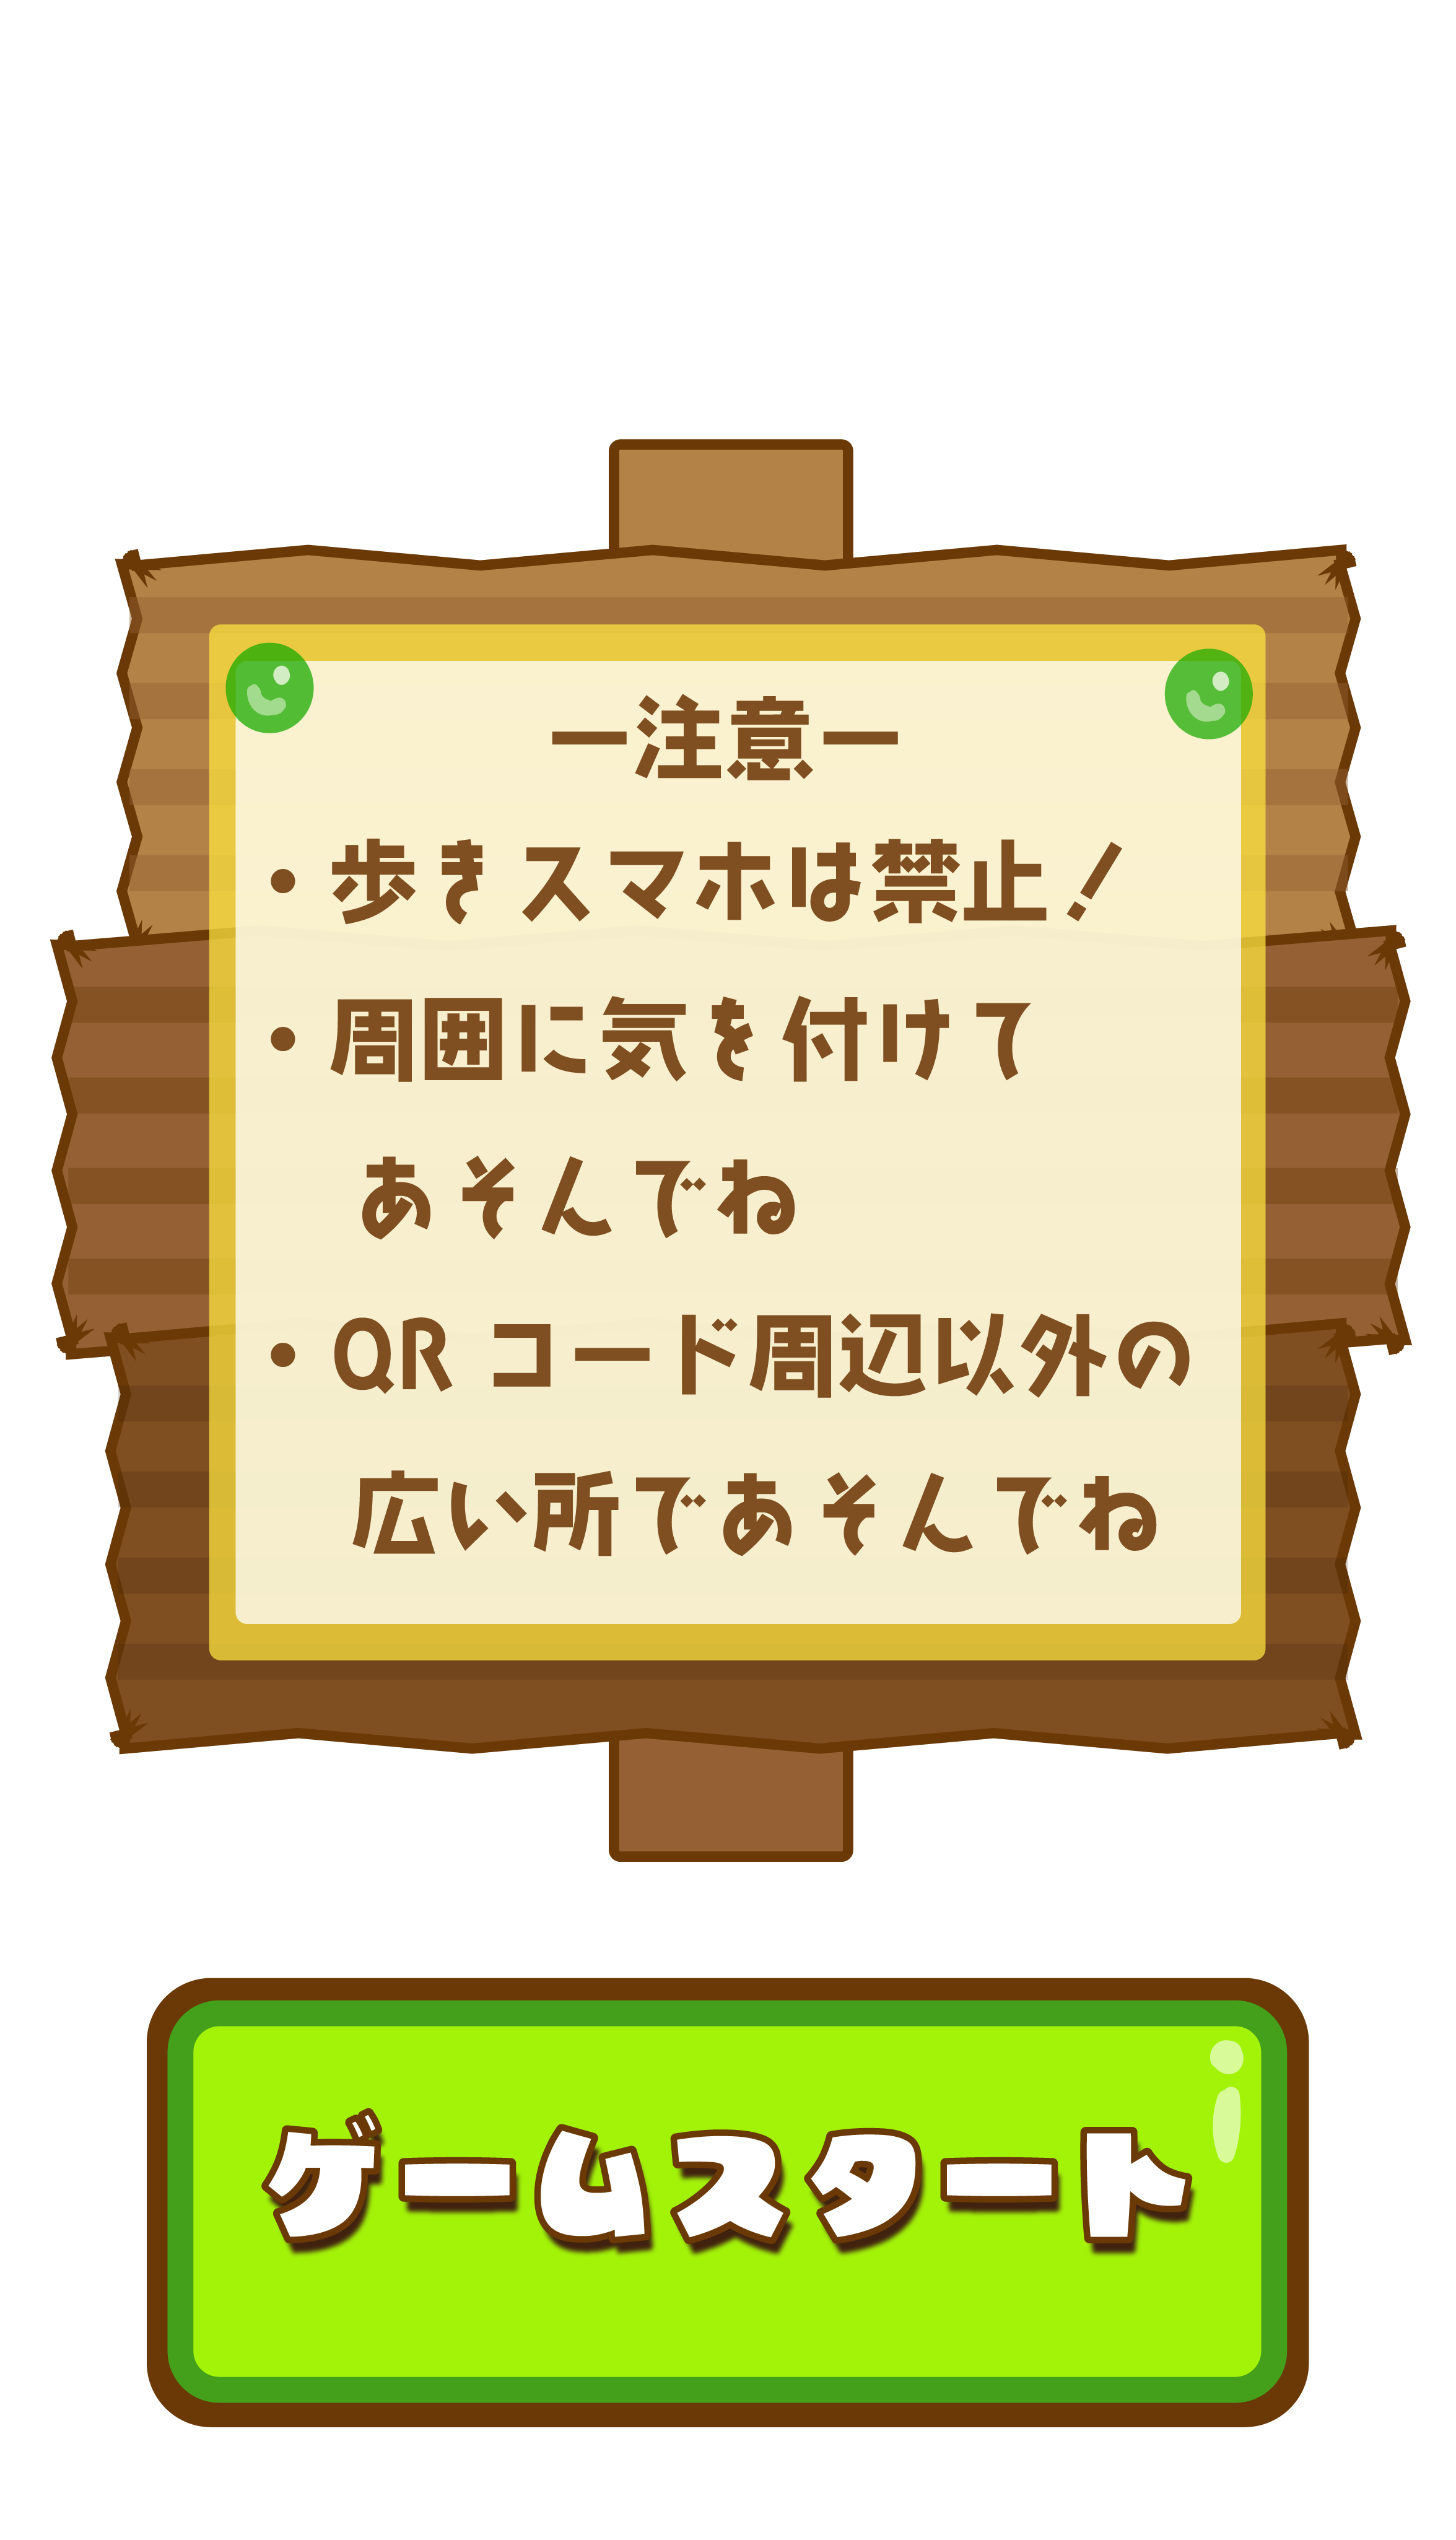 ー注意ー
・歩きスマホは禁止！
・周囲に気を付けて
あそんでね
・QRコード周辺以外の
広い所であそんでね
ゲームスタート